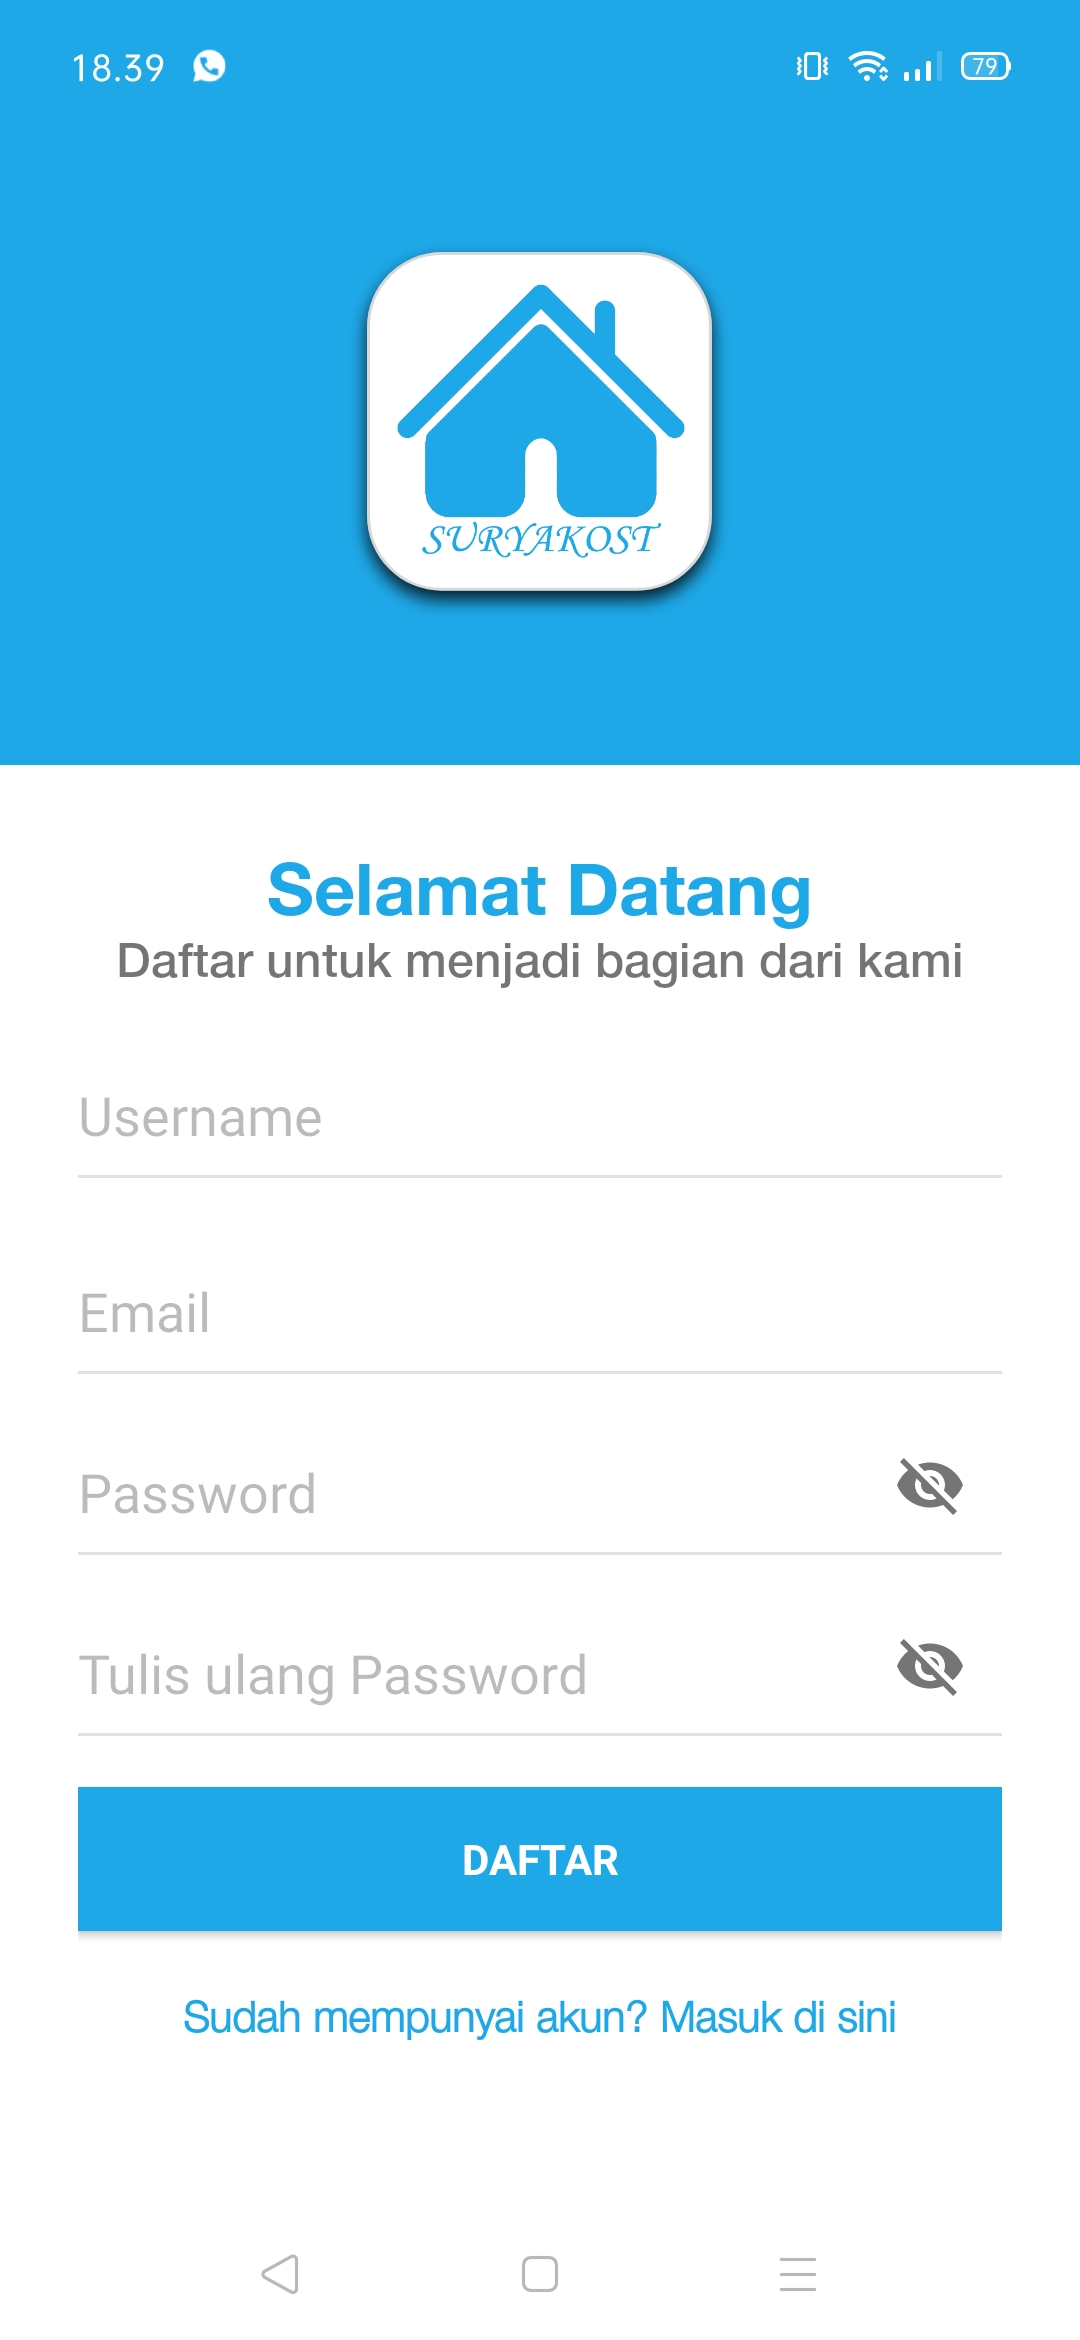 18.39
79
SURYAKOST
Selamat Datang
Daftar untuk menjadi bagian dari kami
Username
Email
Password
Tulis ulang Password
DAFTAR
Sudah mempunyai akun? Masuk di sini